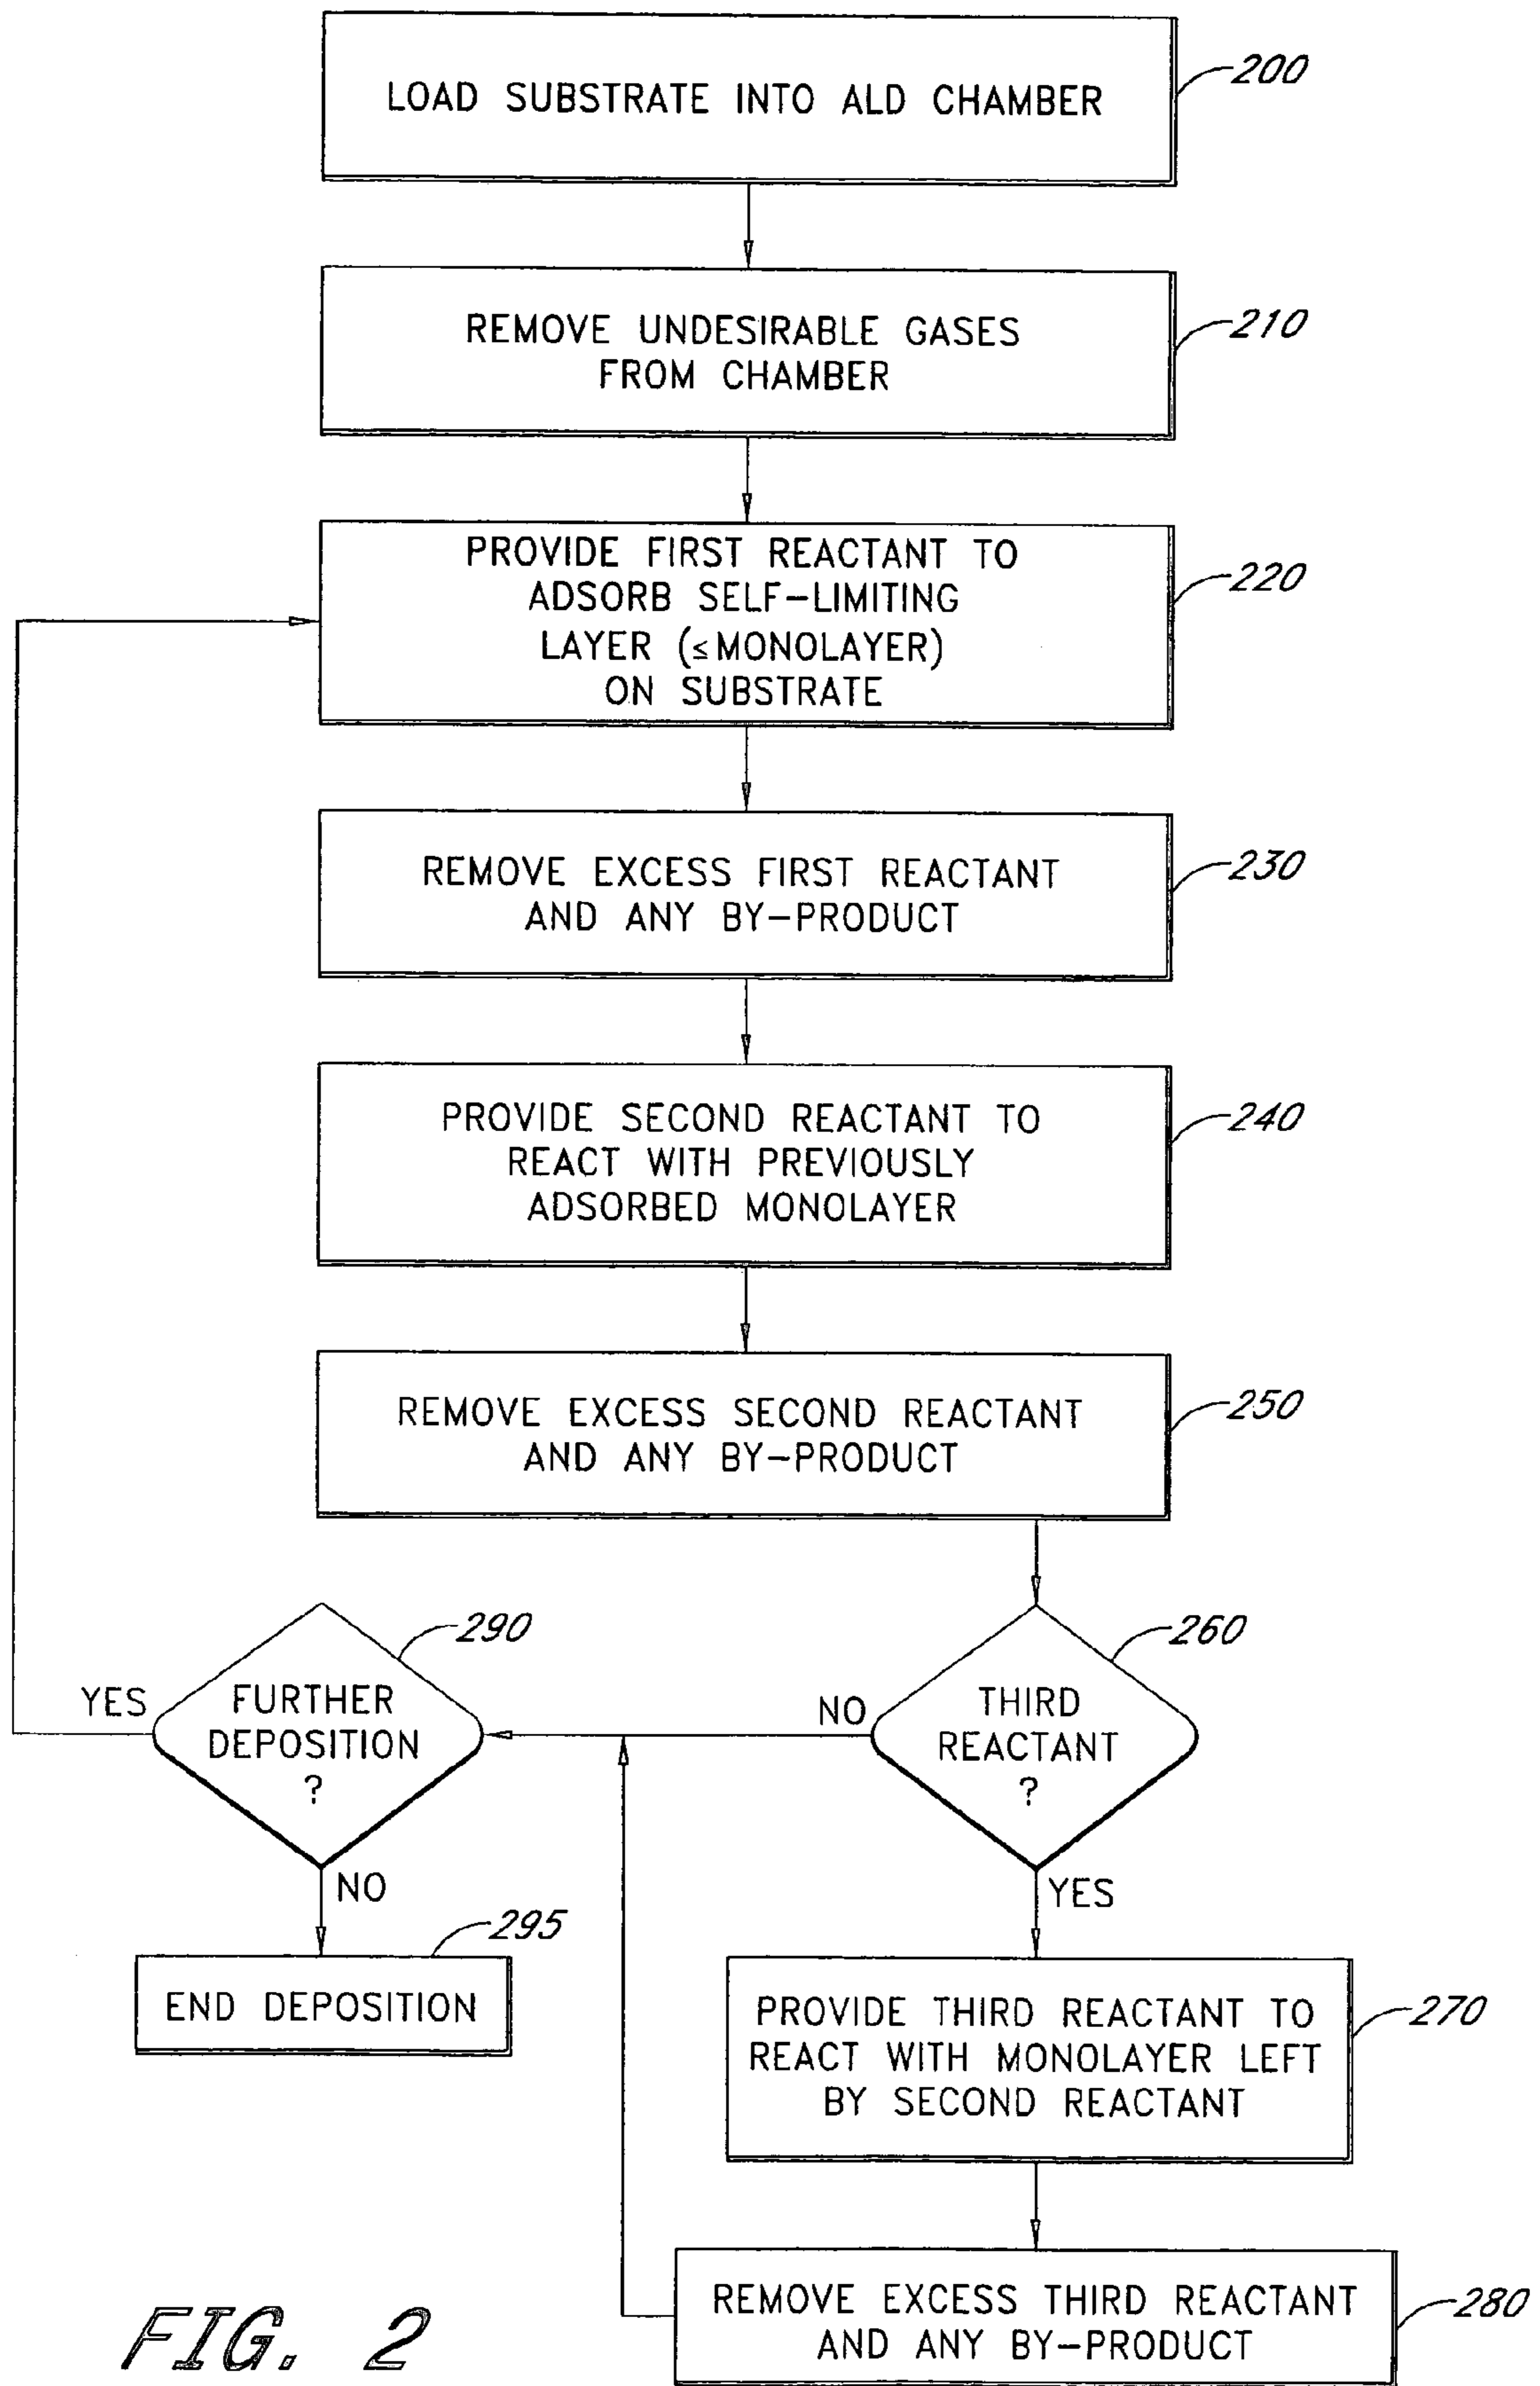 LOAD SUBSTRATE INTO ALD CHAMBER
200
REMOVE UNDESIRABLE GASES
FROM CHAMBER
210
PROVIDE FIRST REACTANT TO
ADSORB SELF-LIMITING
LAYER (≤MONOLAYER)
ON SUBSTRATE
220
REMOVE EXCESS FIRST REACTANT
AND ANY BY-PRODUCT
230
PROVIDE SECOND REACTANT TO
REACT WITH PREVIOUSLY
ADSORBED MONOLAYER
240
REMOVE EXCESS SECOND REACTANT
AND ANY BY-PRODUCT
250
THIRD
REACTANT
?
260
NO
YES
FURTHER
DEPOSITION
?
290
YES
NO
END DEPOSITION
295
PROVIDE THIRD REACTANT TO
REACT WITH MONOLAYER LEFT
BY SECOND REACTANT
270
REMOVE EXCESS THIRD REACTANT
AND ANY BY-PRODUCT
280
FIG. 2